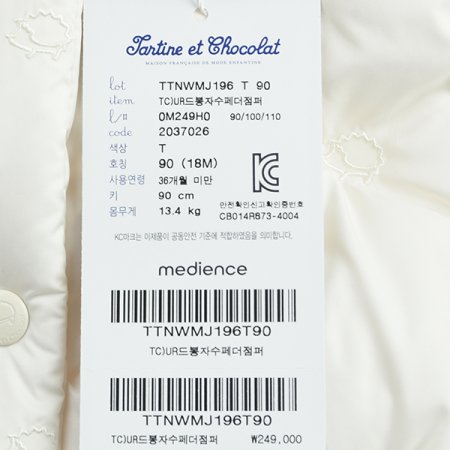 Tartine et Chocolat
MAISON FRANÇAISE DE MODE ENFANTINE
lot TTNWMJ196 T 90
item TC)UR드봉자수페더점퍼
l/# 0M249H0 90/100/110
code 2037026
색상 T
호칭 90 (18M)
사용연령 36개월 미만
키 90 cm
몸무게 13.4 kg
안전확인신고확인증번호
CB014R873-4004
KC마크는 이제품이 공통안전 기준에 적합하였음을 의미합니다.
medience
TTNWMJ196T90
TC)UR드봉자수페더점퍼
TTNWMJ196T90
TC)UR드봉자수페더점퍼 ₩249,000